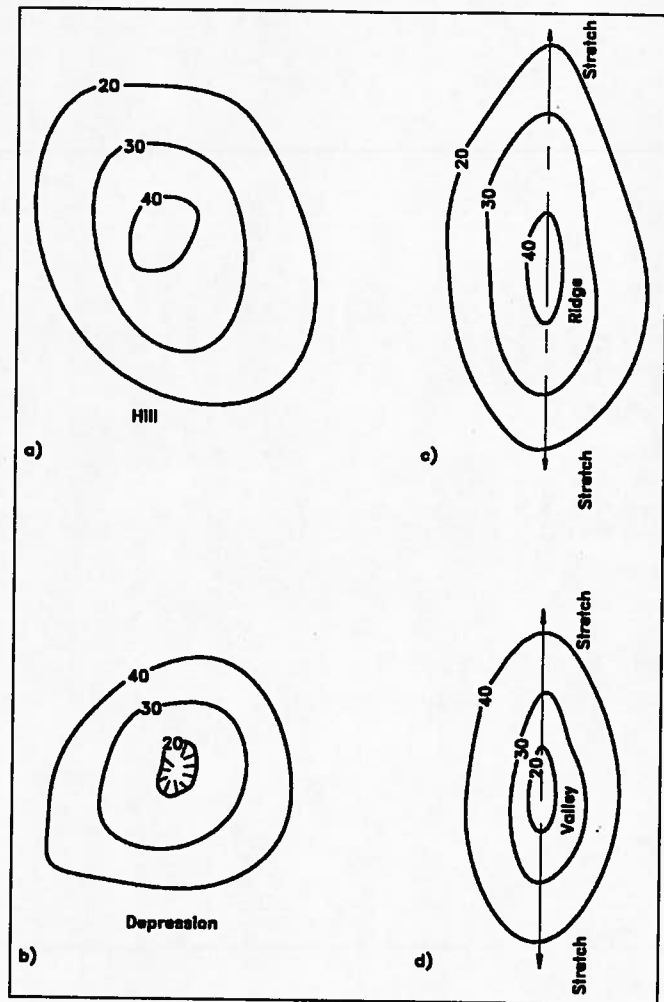 20
30
40
Hill
a)
Stretch
20
30
40
Ridge
c)
Stretch
40
30
20
Depression
b)
Stretch
40
30
20
Valley
d)
Stretch